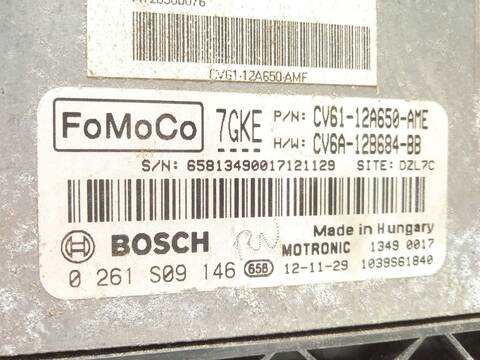 CV61-12A650-AME
FoMoCo 7GKE P/N: CV61-12A650-AME
H/W: CV6A-12B684-BB
S/N: 65813490017121129 SITE: DZL7C
Made in Hungary
BOSCH MOTRONIC 1349 0017
0 261 S09 146 658 12-11-29 1039S61840